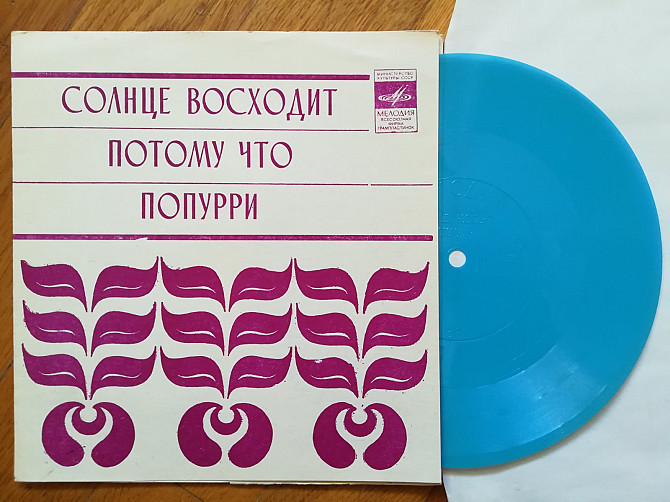 МИНИСТЕРСТВО
КУЛЬТУРЫ СССР
МЕЛОДИЯ
ВСЕСОЮЗНАЯ
ФИРМА
ГРАМПЛАСТИНОК
СОЛНЦЕ ВОСХОДИТ
ПОТОМУ ЧТО
ПОПУРРИ